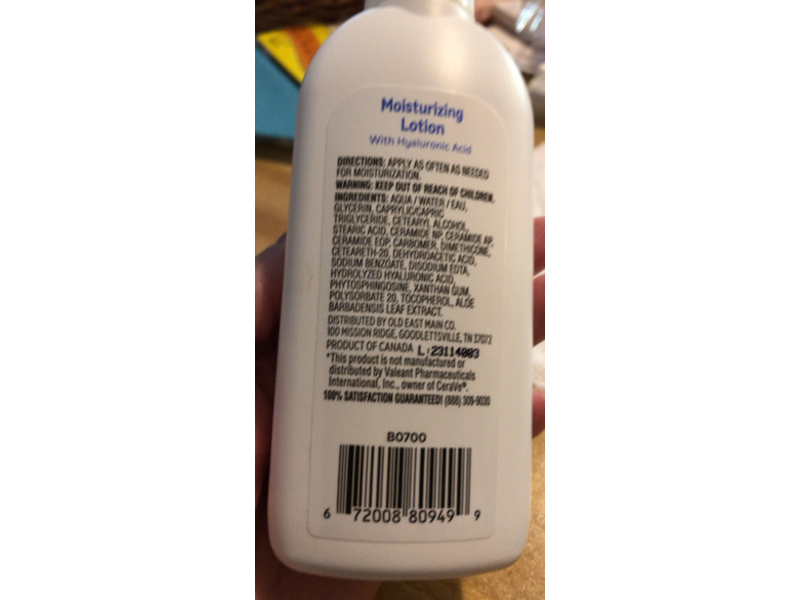 Moisturizing
Lotion
With Hyaluronic Acid
DIRECTIONS: APPLY AS OFTEN AS NEEDED
FOR MOISTURIZATION.
WARNING: KEEP OUT OF REACH OF CHILDREN.
INGREDIENTS: AQUA / WATER / EAU,
GLYCERIN, CAPRYLIC/CAPRIC
TRIGLYCERIDE, CETEARYL ALCOHOL,
STEARIC ACID, CERAMIDE NP, CERAMIDE AP,
CERAMIDE EOP, CARBOMER, DIMETHICONE,
CETEARETH-20, DEHYDROACETIC ACID,
SODIUM BENZOATE, DISODIUM EDTA,
HYDROLYZED HYALURONIC ACID,
PHYTOSPHINGOSINE, XANTHAN GUM,
POLYSORBATE 20, TOCOPHEROL, ALOE
BARBADENSIS LEAF EXTRACT.
DISTRIBUTED BY OLD EAST MAIN CO.
100 MISSION RIDGE, GOODLETTSVILLE, TN 37072
PRODUCT OF CANADA L:23114003
*This product is not manufactured or
distributed by Valeant Pharmaceuticals
International, Inc., owner of CeraVe®.
100% SATISFACTION GUARANTEED! (888) 309-9030
B0700
6 72008 80949 9